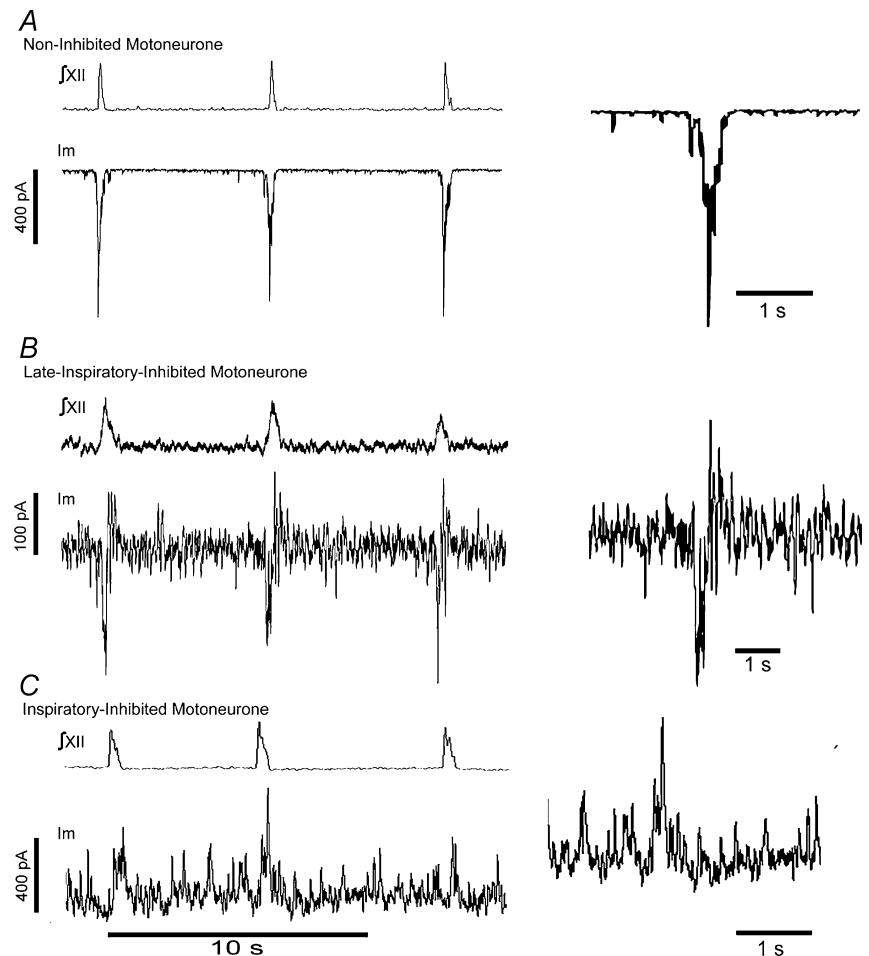 A
Non-Inhibited Motoneurone
∫XII
Im
400 pA
1 s
B
Late-Inspiratory-Inhibited Motoneurone
∫XII
Im
100 pA
1 s
C
Inspiratory-Inhibited Motoneurone
∫XII
Im
400 pA
10 s
1 s